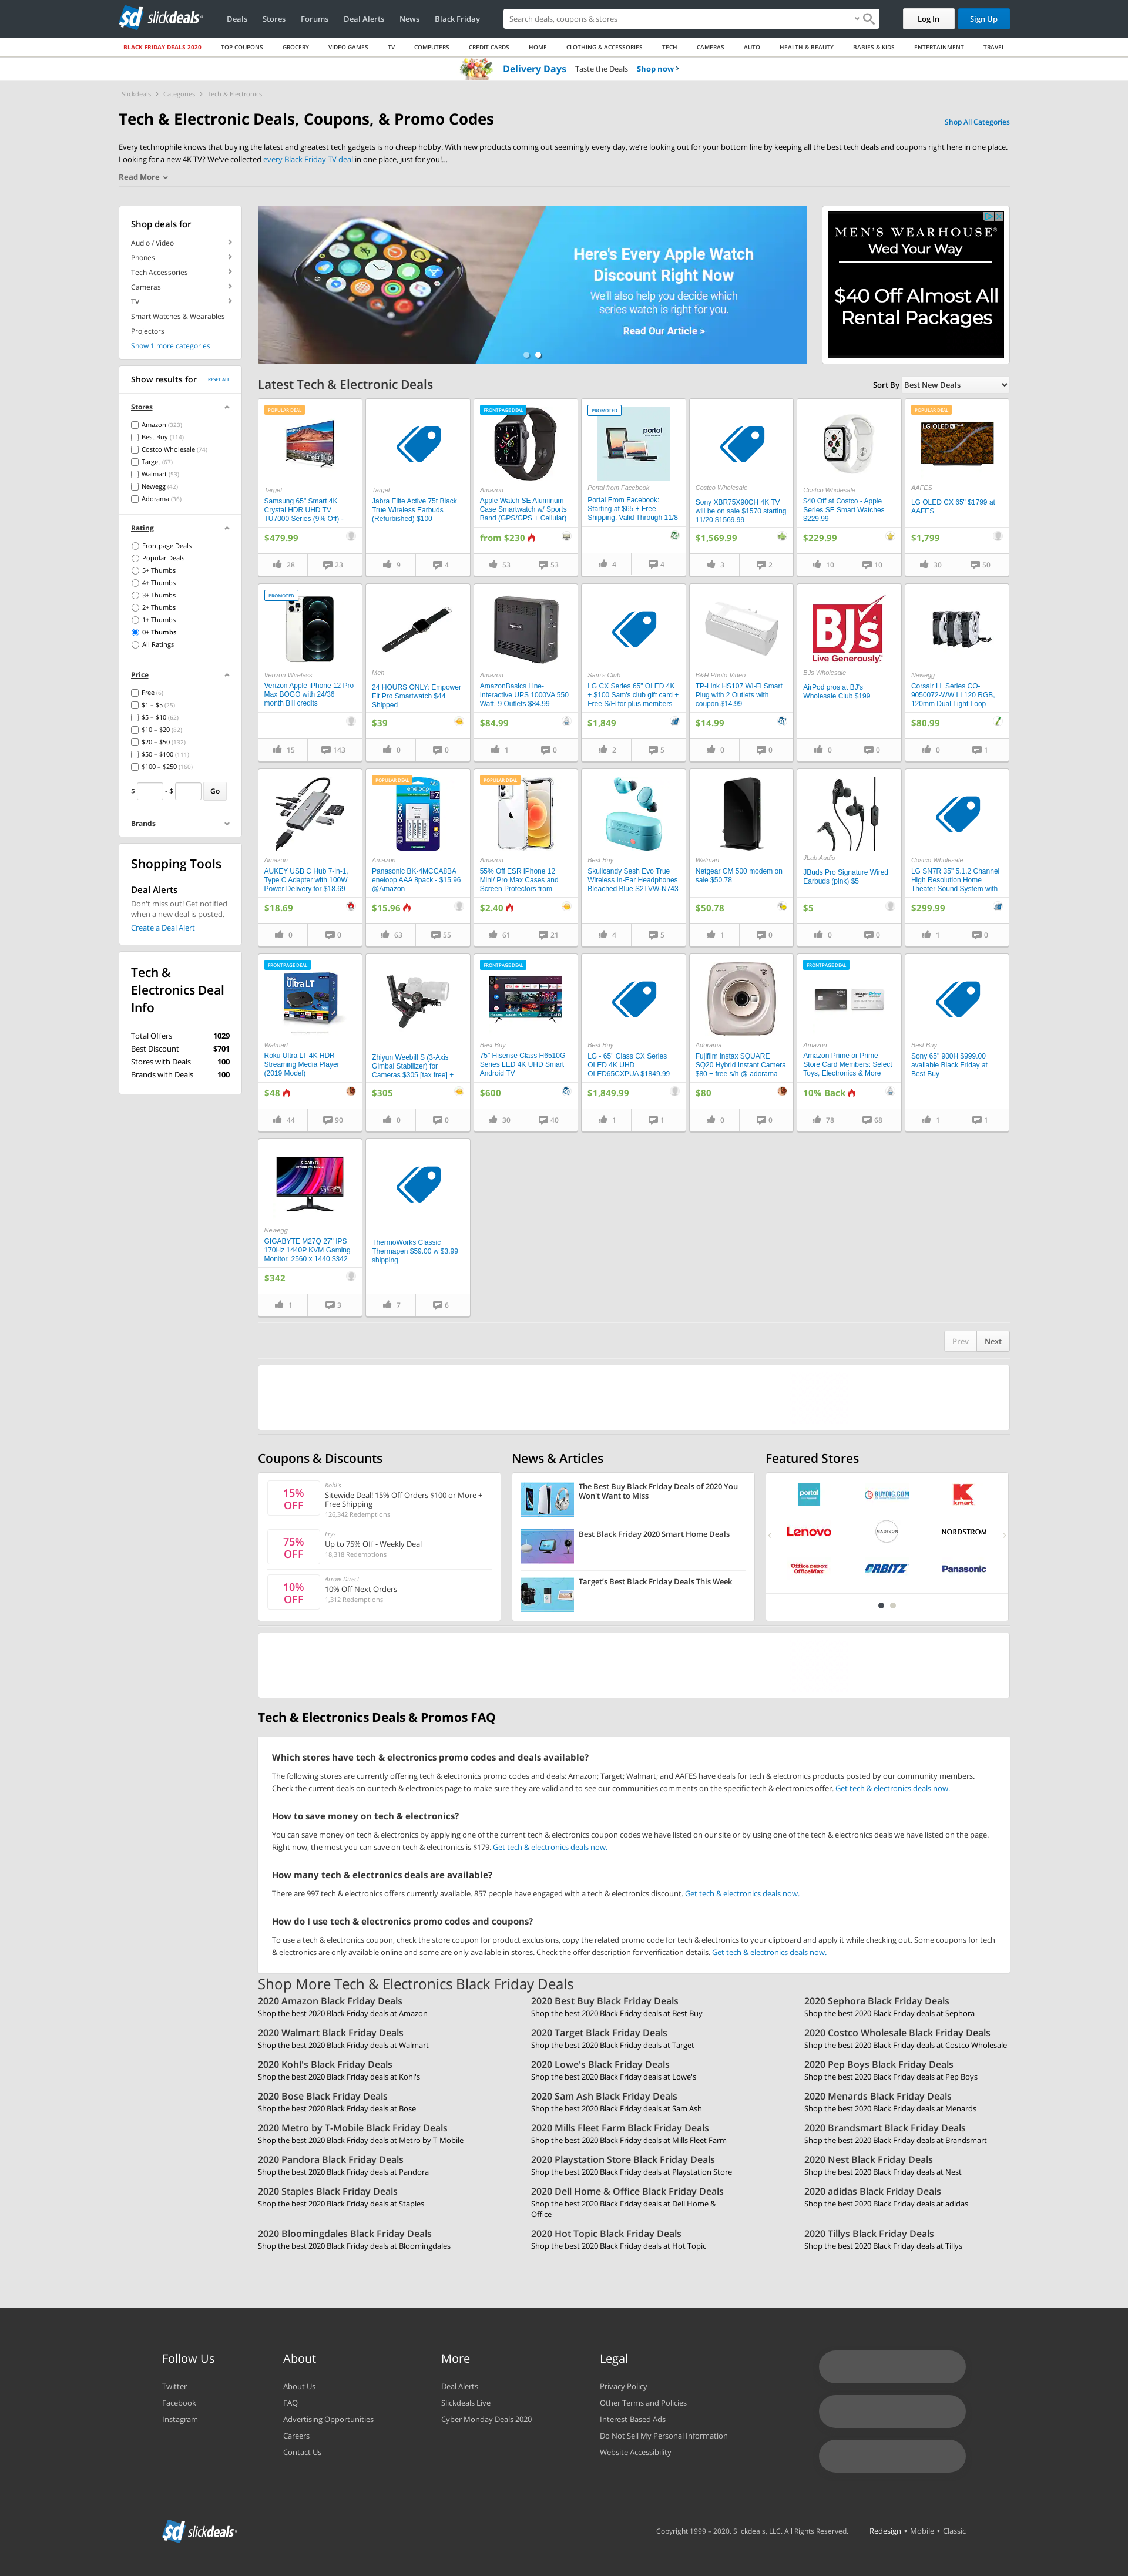 slickdeals
Deals
Stores
Forums
Deal Alerts
News
Black Friday
Search deals, coupons & stores
Log In
Sign Up
BLACK FRIDAY DEALS 2020
TOP COUPONS
GROCERY
VIDEO GAMES
TV
COMPUTERS
CREDIT CARDS
HOME
CLOTHING & ACCESSORIES
TECH
CAMERAS
AUTO
HEALTH & BEAUTY
BABIES & KIDS
ENTERTAINMENT
TRAVEL
Delivery Days Taste the Deals Shop now
Slickdeals > Categories > Tech & Electronics
Tech & Electronic Deals, Coupons, & Promo Codes
Shop All Categories
Every technophile knows that buying the latest and greatest tech gadgets is no cheap hobby. With new products coming out seemingly every day, we're looking out for your bottom line by keeping all the best tech deals and coupons right here in one place.
Looking for a new 4K TV? We've collected every Black Friday TV deal in one place, just for you!...
Read More
Shop deals for
Audio / Video
Phones
Tech Accessories
Cameras
TV
Smart Watches & Wearables
Projectors
Show 1 more categories
Show results for RESET ALL
Stores
Amazon (323)
Best Buy (114)
Costco Wholesale (74)
Target (67)
Walmart (53)
Newegg (42)
Adorama (36)
Rating
Frontpage Deals
Popular Deals
5+ Thumbs
4+ Thumbs
3+ Thumbs
2+ Thumbs
1+ Thumbs
0+ Thumbs
All Ratings
Price
Free (6)
$1 – $5 (25)
$5 – $10 (62)
$10 – $20 (82)
$20 – $50 (132)
$50 – $100 (111)
$100 – $250 (160)
$ - $ Go
Brands
Shopping Tools
Deal Alerts
Don't miss out! Get notified
when a new deal is posted.
Create a Deal Alert
Tech &
Electronics Deal
Info
Total Offers 1029
Best Discount $701
Stores with Deals 100
Brands with Deals 100
Here's Every Apple Watch
Discount Right Now
We'll also help you decide which
series watch is right for you.
Read Our Article >
MEN'S WEARHOUSE®
Wed Your Way
$40 Off Almost All
Rental Packages
Latest Tech & Electronic Deals
Sort By Best New Deals
POPULAR DEAL
Target
Samsung 65" Smart 4K
Crystal HDR UHD TV
TU7000 Series (9% Off) -
$479.99
28 23
Target
Jabra Elite Active 75t Black
True Wireless Earbuds
(Refurbished) $100
9 4
FRONTPAGE DEAL
Amazon
Apple Watch SE Aluminum
Case Smartwatch w/ Sports
Band (GPS/GPS + Cellular)
from $230
53 53
PROMOTED
portal
Portal from Facebook
Portal From Facebook:
Starting at $65 + Free
Shipping. Valid Through 11/8
4 4
Costco Wholesale
Sony XBR75X90CH 4K TV
will be on sale $1570 starting
11/20 $1569.99
$1,569.99
3 2
Costco Wholesale
$40 Off at Costco - Apple
Series SE Smart Watches
$229.99
$229.99
10 10
POPULAR DEAL
LG OLED
AAFES
LG OLED CX 65" $1799 at
AAFES
$1,799
30 50
PROMOTED
Verizon Wireless
Verizon Apple iPhone 12 Pro
Max BOGO with 24/36
month Bill credits
15 143
Meh
24 HOURS ONLY: Empower
Fit Pro Smartwatch $44
Shipped
$39
0 0
Amazon
AmazonBasics Line-
Interactive UPS 1000VA 550
Watt, 9 Outlets $84.99
$84.99
1 0
Sam's Club
LG CX Series 65" OLED 4K
+ $100 Sam's club gift card +
Free S/H for plus members
$1,849
2 5
B&H Photo Video
TP-Link HS107 Wi-Fi Smart
Plug with 2 Outlets with
coupon $14.99
$14.99
0 0
BJ's
Live Generously.®
BJs Wholesale
AirPod pros at BJ's
Wholesale Club $199
0 0
Newegg
Corsair LL Series CO-
9050072-WW LL120 RGB,
120mm Dual Light Loop
$80.99
0 1
Amazon
AUKEY USB C Hub 7-in-1,
Type C Adapter with 100W
Power Delivery for $18.69
$18.69
0 0
POPULAR DEAL
eneloop
Amazon
Panasonic BK-4MCCA8BA
eneloop AAA 8pack - $15.96
@Amazon
$15.96
63 55
POPULAR DEAL
Amazon
55% Off iPhone 12
Mini/ Pro Max Cases and
Screen Protectors from
$2.40
61 21
Best Buy
Skullcandy Sesh Evo True
Wireless In-Ear Headphones
Bleached Blue S2TVW-N743
4 5
Walmart
Netgear CM 500 modem on
sale $50.78
$50.78
1 0
JLab Audio
JBuds Pro Signature Wired
Earbuds (pink) $5
$5
0 0
Costco Wholesale
LG SN7R 35" 5.1.2 Channel
High Resolution Home
Theater Sound System with
$299.99
1 0
FRONTPAGE DEAL
Roku
Ultra LT
Walmart
Roku Ultra LT 4K HDR
Streaming Media Player
(2019 Model)
$48
44 90
Zhiyun Weebill S (3-Axis
Gimbal Stabilizer) for
Cameras $305 [tax free] +
$305
0 0
FRONTPAGE DEAL
Best Buy
75" Hisense Class H6510G
Series LED 4K UHD Smart
Android TV
$600
30 40
Best Buy
LG - 65" Class CX Series
OLED 4K UHD
OLED65CXPUA $1849.99
$1,849.99
1 1
Adorama
Fujifilm instax SQUARE
SQ20 Hybrid Instant Camera
$80 + free s/h @ adorama
$80
0 0
FRONTPAGE DEAL
Amazon
Amazon Prime or Prime
Store Card Members: Select
Toys, Electronics & More
10% Back
78 68
Best Buy
Sony 65" 900H $999.00
available Black Friday at
Best Buy
1 1
GIGABYTE
Newegg
GIGABYTE M27Q 27" IPS
170Hz 1440P KVM Gaming
Monitor, 2560 x 1440 $342
$342
1 3
ThermoWorks Classic
Thermapen $59.00 w $3.99
shipping
7 6
Prev Next
Coupons & Discounts
15%
OFF
Kohl's
Sitewide Deal! 15% Off Orders $100 or More +
Free Shipping
126,342 Redemptions
75%
OFF
Frys
Up to 75% Off - Weekly Deal
18,318 Redemptions
10%
OFF
Arrow Direct
10% Off Next Orders
1,312 Redemptions
News & Articles
The Best Buy Black Friday Deals of 2020 You
Won't Want to Miss
Best Black Friday 2020 Smart Home Deals
Target's Best Black Friday Deals This Week
Featured Stores
portal
BUYDIG.COM
kmart
Lenovo
MADISON
NORDSTROM
Office DEPOT
OfficeMax
ORBITZ
Panasonic
Tech & Electronics Deals & Promos FAQ
Which stores have tech & electronics promo codes and deals available?
The following stores are currently offering tech & electronics promo codes and deals: Amazon; Target; Walmart; and AAFES have deals for tech & electronics products posted by our community members.
Check the current deals on our tech & electronics page to make sure they are valid and to see our communities comments on the specific tech & electronics offer. Get tech & electronics deals now.
How to save money on tech & electronics?
You can save money on tech & electronics by applying one of the current tech & electronics coupon codes we have listed on our site or by using one of the tech & electronics deals we have listed on the page.
Right now, the most you can save on tech & electronics is $179. Get tech & electronics deals now.
How many tech & electronics deals are available?
There are 997 tech & electronics offers currently available. 857 people have engaged with a tech & electronics discount. Get tech & electronics deals now.
How do I use tech & electronics promo codes and coupons?
To use a tech & electronics coupon, check the store coupon for product exclusions, copy the related promo code for tech & electronics to your clipboard and apply it while checking out. Some coupons for tech
& electronics are only available online and some are only available in stores. Check the offer description for verification details. Get tech & electronics deals now.
Shop More Tech & Electronics Black Friday Deals
2020 Amazon Black Friday Deals
Shop the best 2020 Black Friday deals at Amazon
2020 Best Buy Black Friday Deals
Shop the best 2020 Black Friday deals at Best Buy
2020 Sephora Black Friday Deals
Shop the best 2020 Black Friday deals at Sephora
2020 Walmart Black Friday Deals
Shop the best 2020 Black Friday deals at Walmart
2020 Target Black Friday Deals
Shop the best 2020 Black Friday deals at Target
2020 Costco Wholesale Black Friday Deals
Shop the best 2020 Black Friday deals at Costco Wholesale
2020 Kohl's Black Friday Deals
Shop the best 2020 Black Friday deals at Kohl's
2020 Lowe's Black Friday Deals
Shop the best 2020 Black Friday deals at Lowe's
2020 Pep Boys Black Friday Deals
Shop the best 2020 Black Friday deals at Pep Boys
2020 Bose Black Friday Deals
Shop the best 2020 Black Friday deals at Bose
2020 Sam Ash Black Friday Deals
Shop the best 2020 Black Friday deals at Sam Ash
2020 Menards Black Friday Deals
Shop the best 2020 Black Friday deals at Menards
2020 Metro by T-Mobile Black Friday Deals
Shop the best 2020 Black Friday deals at Metro by T-Mobile
2020 Mills Fleet Farm Black Friday Deals
Shop the best 2020 Black Friday deals at Mills Fleet Farm
2020 Brandsmart Black Friday Deals
Shop the best 2020 Black Friday deals at Brandsmart
2020 Pandora Black Friday Deals
Shop the best 2020 Black Friday deals at Pandora
2020 Playstation Store Black Friday Deals
Shop the best 2020 Black Friday deals at Playstation Store
2020 Nest Black Friday Deals
Shop the best 2020 Black Friday deals at Nest
2020 Staples Black Friday Deals
Shop the best 2020 Black Friday deals at Staples
2020 Dell Home & Office Black Friday Deals
Shop the best 2020 Black Friday deals at Dell Home &
Office
2020 adidas Black Friday Deals
Shop the best 2020 Black Friday deals at adidas
2020 Bloomingdales Black Friday Deals
Shop the best 2020 Black Friday deals at Bloomingdales
2020 Hot Topic Black Friday Deals
Shop the best 2020 Black Friday deals at Hot Topic
2020 Tillys Black Friday Deals
Shop the best 2020 Black Friday deals at Tillys
Follow Us
Twitter
Facebook
Instagram
About
About Us
FAQ
Advertising Opportunities
Careers
Contact Us
More
Deal Alerts
Slickdeals Live
Cyber Monday Deals 2020
Legal
Privacy Policy
Other Terms and Policies
Interest-Based Ads
Do Not Sell My Personal Information
Website Accessibility
slickdeals
Copyright 1999 – 2020. Slickdeals, LLC. All Rights Reserved.
Redesign • Mobile • Classic